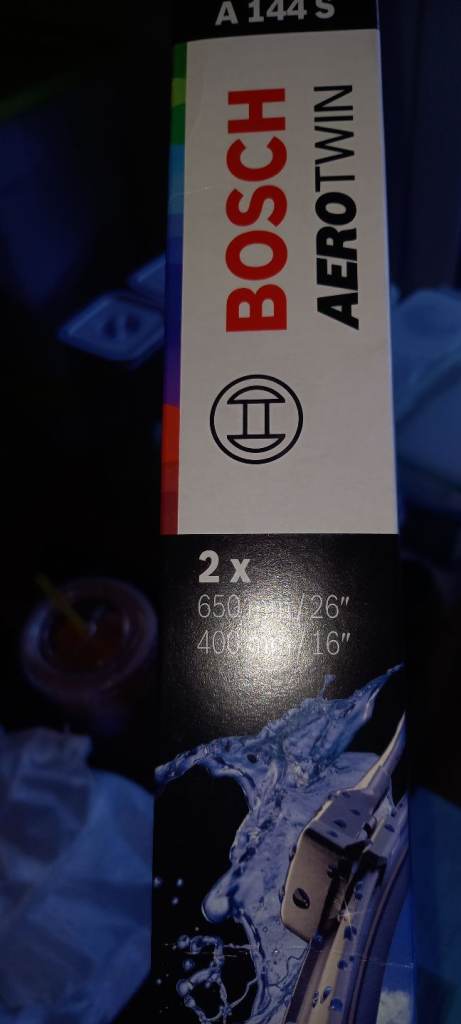 A 144 S
BOSCH
AEROTWIN
2 x
650 mm / 26"
400 mm / 16"